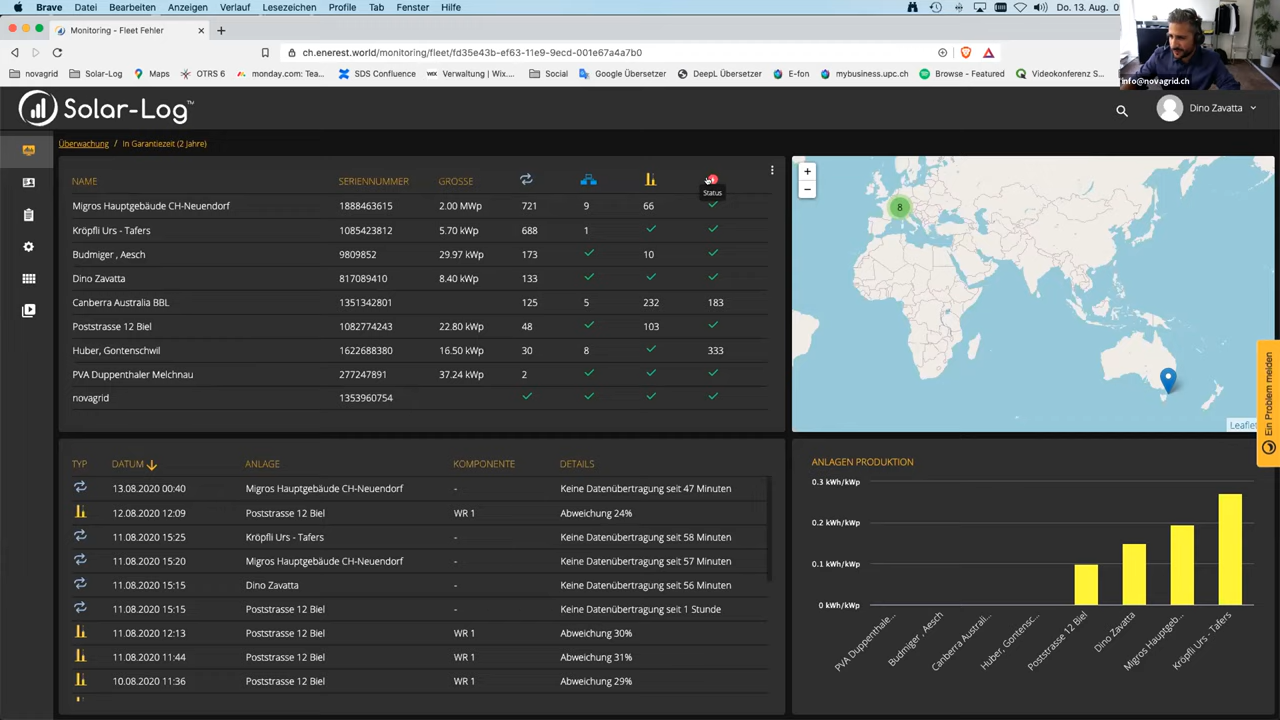 Brave Datei Bearbeiten Anzeigen Verlauf Lesezeichen Profile Tab Fenster Hilfe Do. 13. Aug.
Monitoring - Fleet Fehler
ch.enerest.world/monitoring/fleet/fd35e43b-ef63-11e9-9ecd-001e67a4a7b0
info@novagrid.ch
novagrid Solar-Log Maps OTRS 6 monday.com: Tea... SDS Confluence Verwaltung | Wix.... Social Google Übersetzer DeepL Übersetzer E-fon mybusiness.upc.ch Browse - Featured Videokonferenz S...
Solar-Log™
Dino Zavatta
Überwachung / In Garantiezeit (2 Jahre)
NAME SERIENNUMMER GRÖSSE
Status
Migros Hauptgebäude CH-Neuendorf 1888463615 2.00 MWp 721 9 66
Kröpfli Urs - Tafers 1085423812 5.70 kWp 688 1
Budmiger , Aesch 9809852 29.97 kWp 173 10
Dino Zavatta 817089410 8.40 kWp 133
Canberra Australia BBL 1351342801 125 5 232 183
Poststrasse 12 Biel 1082774243 22.80 kWp 48 103
Huber, Gontenschwil 1622688380 16.50 kWp 30 8 333
PVA Duppenthaler Melchnau 277247891 37.24 kWp 2
novagrid 1353960754
+
−
8
Leaflet
Ein Problem melden
TYP DATUM ANLAGE KOMPONENTE DETAILS
13.08.2020 00:40 Migros Hauptgebäude CH-Neuendorf - Keine Datenübertragung seit 47 Minuten
12.08.2020 12:09 Poststrasse 12 Biel WR 1 Abweichung 24%
11.08.2020 15:25 Kröpfli Urs - Tafers - Keine Datenübertragung seit 58 Minuten
11.08.2020 15:20 Migros Hauptgebäude CH-Neuendorf - Keine Datenübertragung seit 57 Minuten
11.08.2020 15:15 Dino Zavatta - Keine Datenübertragung seit 56 Minuten
11.08.2020 15:15 Poststrasse 12 Biel - Keine Datenübertragung seit 1 Stunde
11.08.2020 12:13 Poststrasse 12 Biel WR 1 Abweichung 30%
11.08.2020 11:44 Poststrasse 12 Biel WR 1 Abweichung 31%
10.08.2020 11:36 Poststrasse 12 Biel WR 1 Abweichung 29%
ANLAGEN PRODUKTION
0.3 kWh/kWp
0.2 kWh/kWp
0.1 kWh/kWp
0 kWh/kWp
PVA Duppenthale... Budmiger , Aesch Canberra Australi... Huber, Gontensc... Poststrasse 12 Biel Dino Zavatta Migros Hauptgeb... Kröpfli Urs - Tafers